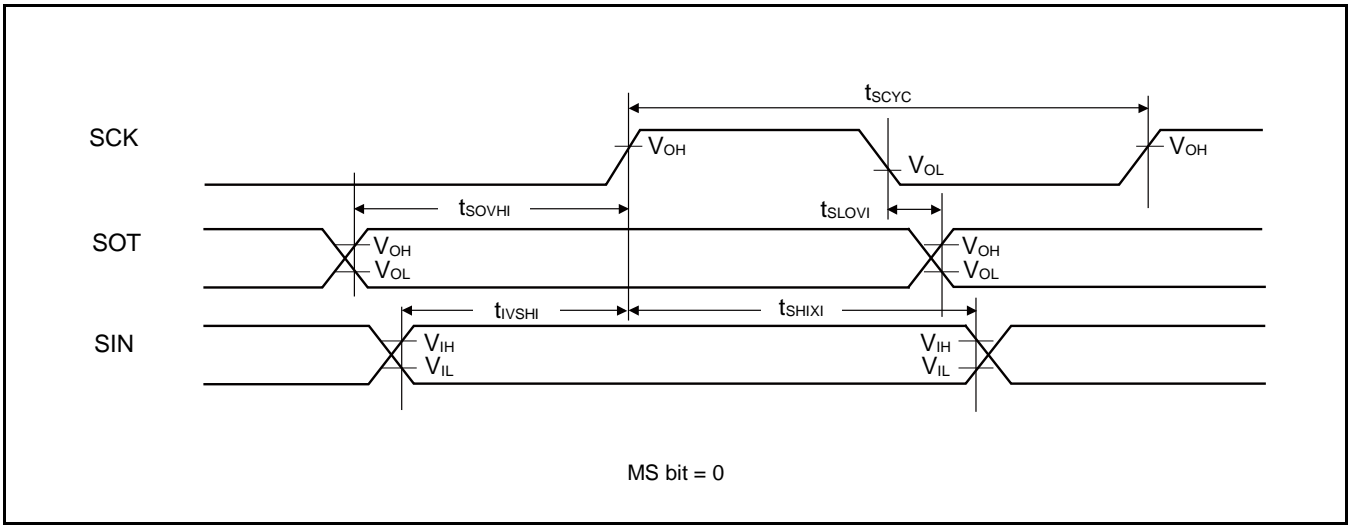 tSCYC
SCK
VOH
VOL
VOH
tSOVHI
tSLOVI
SOT
VOH
VOL
VOH
VOL
tIVSHI
tSHIXI
SIN
VIH
VIL
VIH
VIL
MS bit = 0